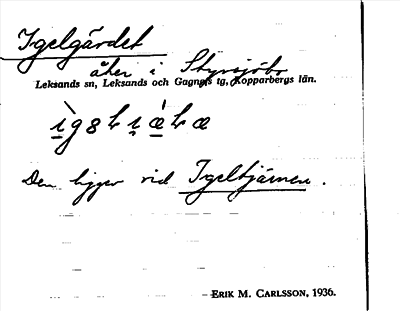 Igelgärdet
åker i Styrsjöbo
Leksands sn, Leksands och Gagnefs tg, Kopparbergs län.
Den ligger vid Igeltjärnen.
ERIK M. CARLSSON, 1936.